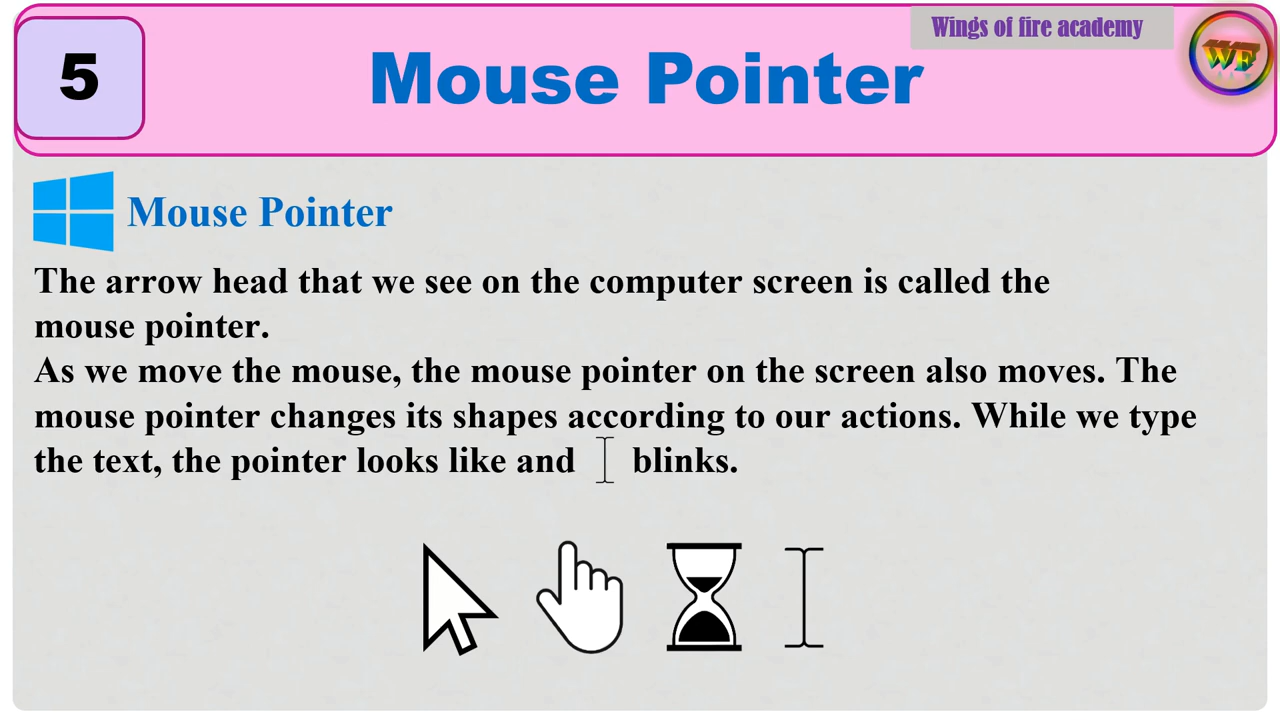 Wings of fire academy
WF
5
Mouse Pointer
Mouse Pointer
The arrow head that we see on the computer screen is called the
mouse pointer.
As we move the mouse, the mouse pointer on the screen also moves. The
mouse pointer changes its shapes according to our actions. While we type
the text, the pointer looks like and blinks.